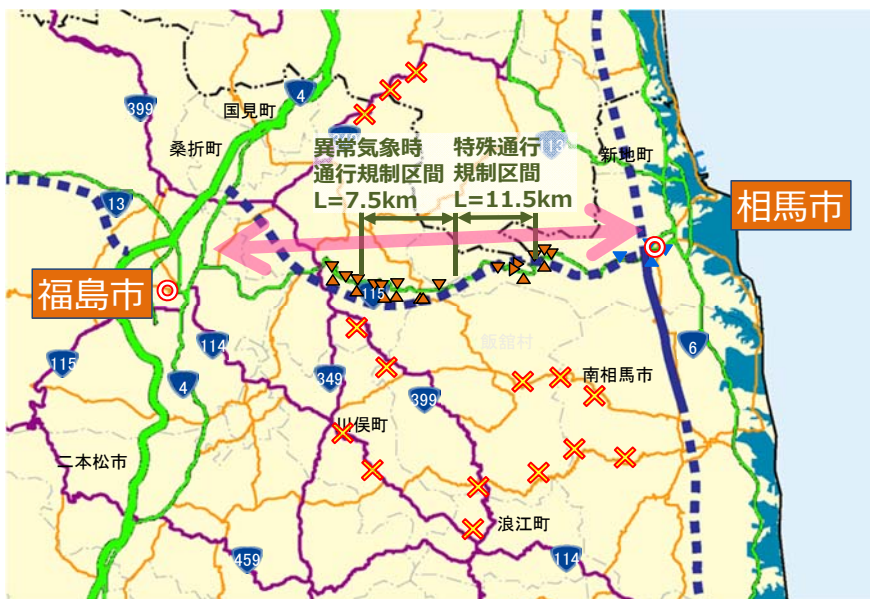 4
399
国見町
桑折町
異常気象時
通行規制区間
L=7.5km
特殊通行
規制区間
L=11.5km
新地町
13
相馬市
福島市
115
飯舘村
6
115
114
4
349
399
南相馬市
川俣町
二本松市
浪江町
459
114